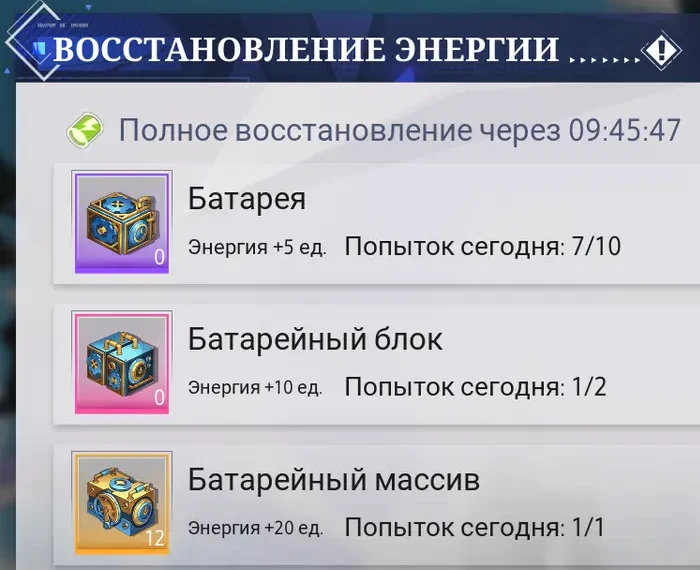 ВОССТАНОВЛЕНИЕ ЭНЕРГИИ .......
Полное восстановление через 09:45:47
Батарея
0
Энергия +5 ед. Попыток сегодня: 7/10
Батарейный блок
0
Энергия +10 ед. Попыток сегодня: 1/2
Батарейный массив
12
Энергия +20 ед. Попыток сегодня: 1/1